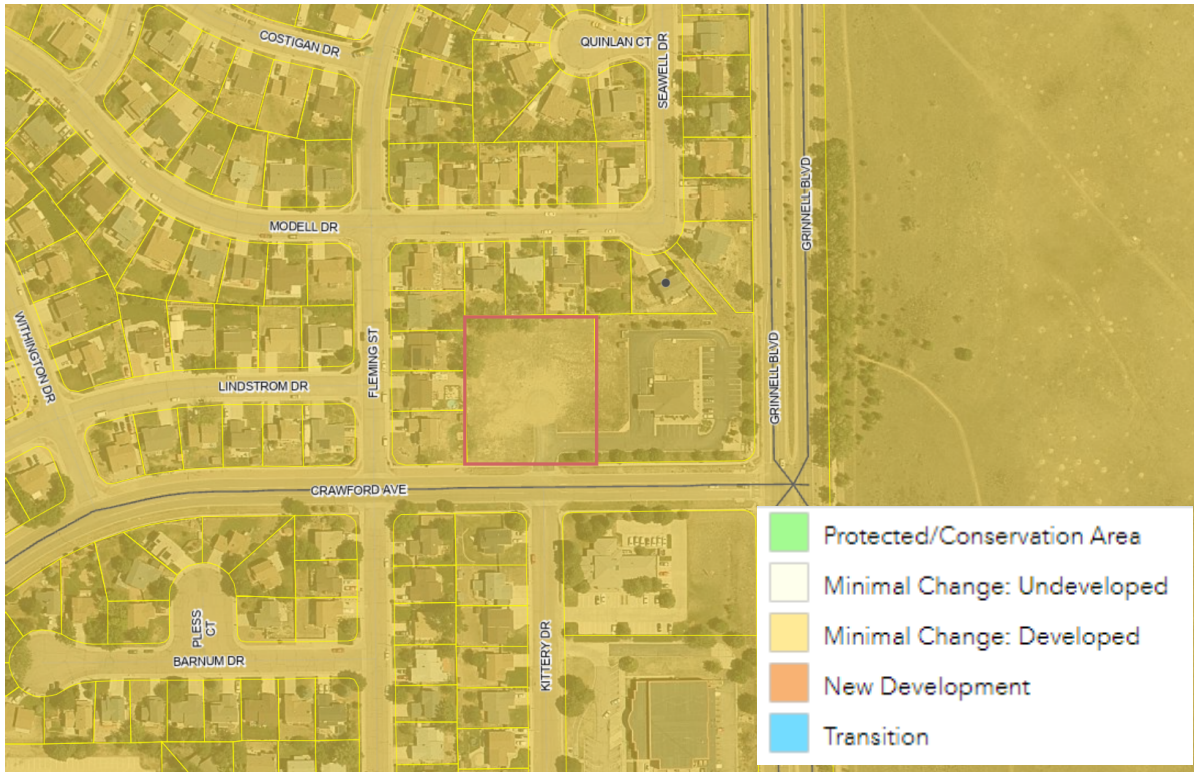 COSTIGAN DR
QUINLAN CT
SEAWELL DR
GRINNELL BLVD
MODELL DR
WITHINGTON DR
FLEMING ST
GRINNELL BLVD
LINDSTROM DR
CRAWFORD AVE
PLESS
CT
BARNUM DR
KITTERY DR
Protected/Conservation Area
Minimal Change: Undeveloped
Minimal Change: Developed
New Development
Transition